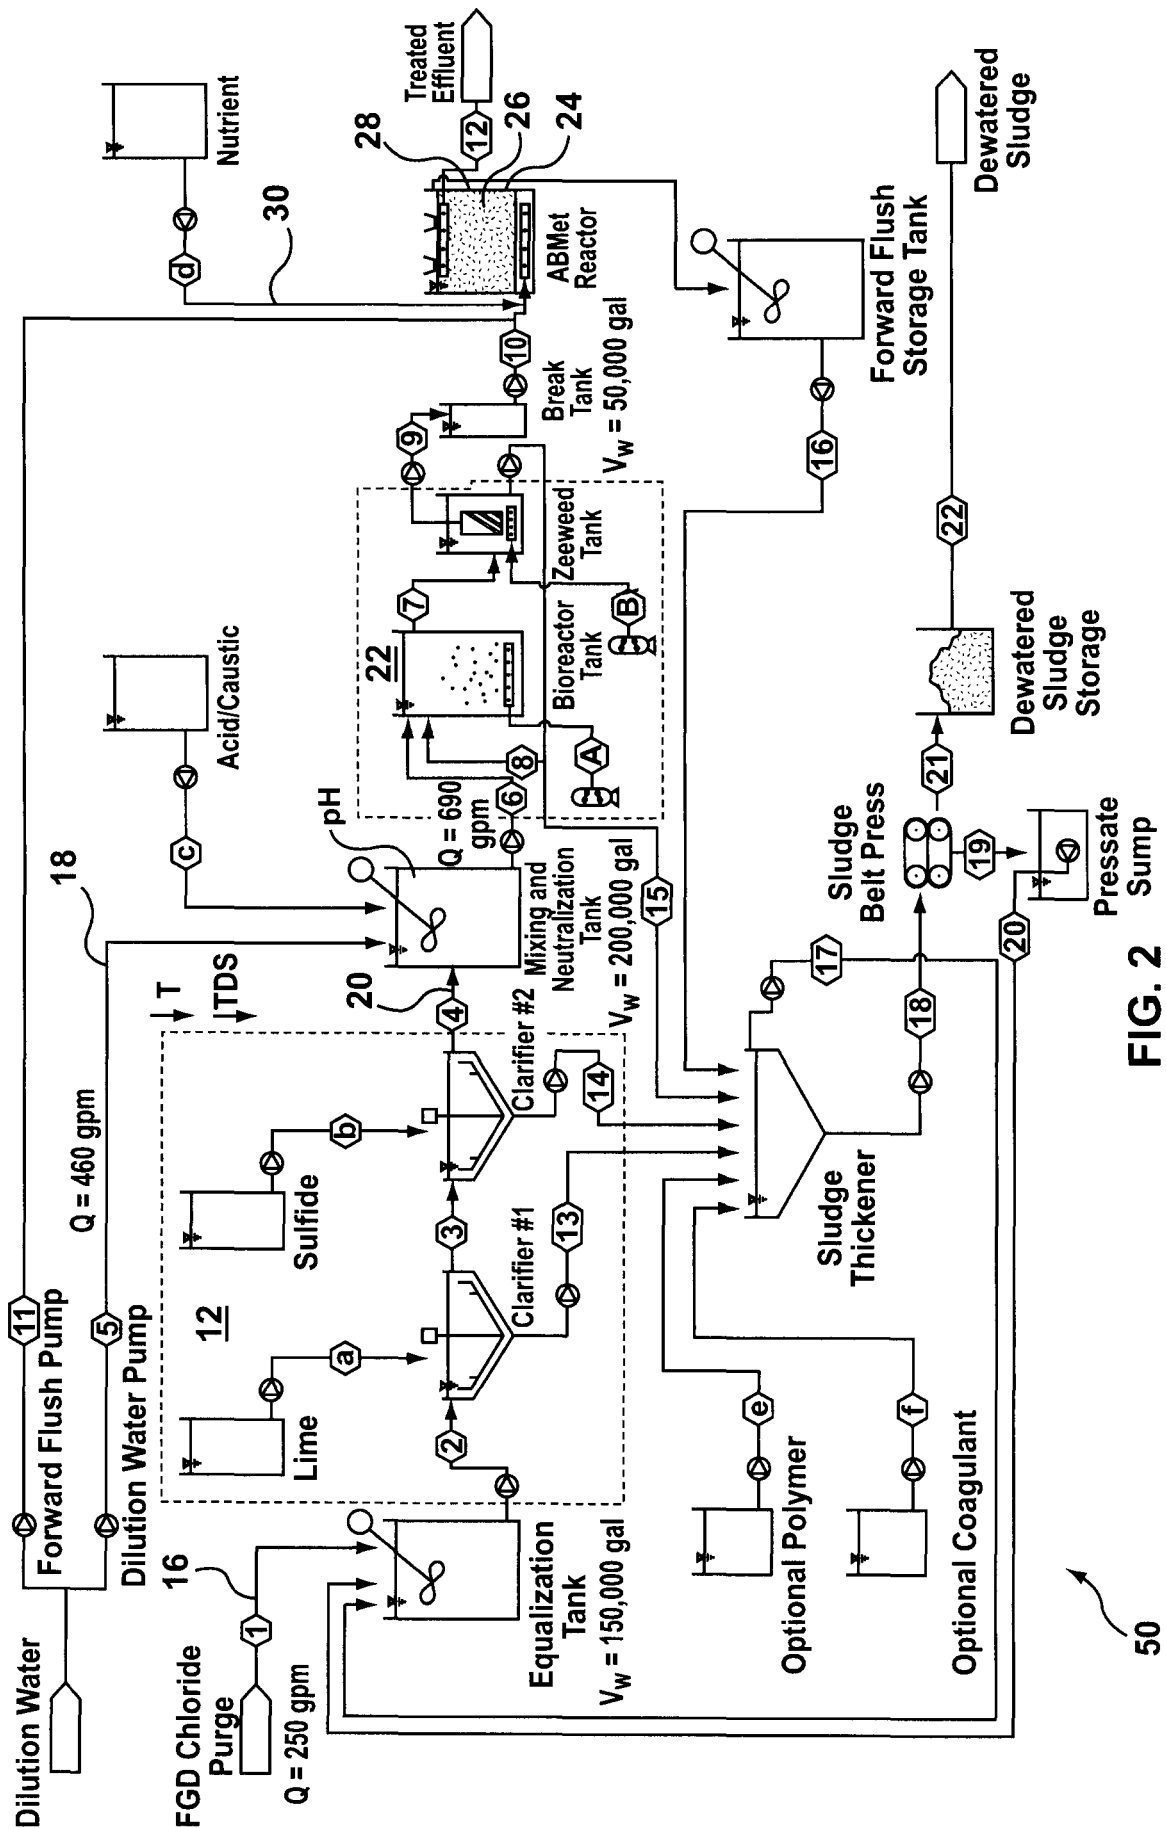 Dilution Water
Forward Flush Pump
11
Dilution Water Pump
5
Q = 460 gpm
18
FGD Chloride
Purge
Q = 250 gpm
1
16
Equalization
Tank
Vw = 150,000 gal
12
Lime
a
Sulfide
b
2
Clarifier #1
3
Clarifier #2
4
13
14
T
TDS
20
Acid/Caustic
c
pH
Mixing and
Neutralization
Tank
Vw = 200,000 gal
Q = 690
gpm
6
8
22
A
Bioreactor
Tank
7
B
Zeeweed
Tank
9
Break
Tank
Vw = 50,000 gal
10
Nutrient
d
30
ABMet
Reactor
28
26
24
12
Treated
Effluent
Forward Flush
Storage Tank
16
15
Optional Polymer
e
Optional Coagulant
f
Sludge
Thickener
17
18
Sludge
Belt Press
19
20
Pressate
Sump
21
Dewatered
Sludge
Storage
22
Dewatered
Sludge
50
FIG. 2